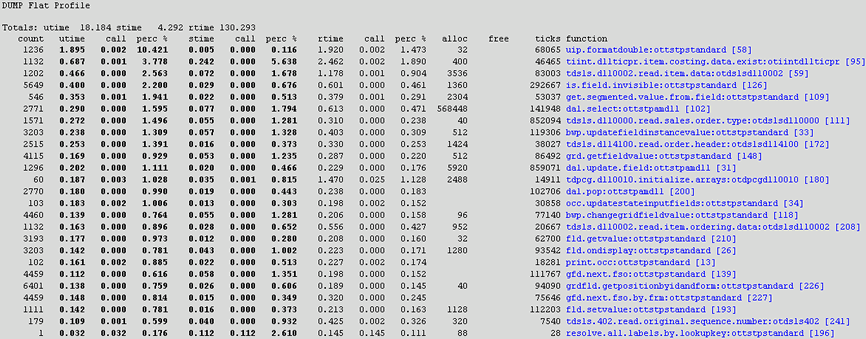 DUMP Flat Profile
Totals: utime 18.184 stime 4.292 rtime 130.293
count utime call perc % stime call perc % rtime call perc % alloc free ticks function
1236 1.895 0.002 10.421 0.005 0.000 0.116 1.920 0.002 1.473 32 68065 uip.formatdouble:ottstpstandard [58]
1132 0.687 0.001 3.778 0.242 0.000 5.638 2.462 0.002 1.890 400 46465 tiint.dllticpr.item.costing.data.exist:otiintdllticpr [95]
1202 0.466 0.000 2.563 0.072 0.000 1.678 1.178 0.001 0.904 3536 83003 tdsls.dll0002.read.item.data:otdslsdll0002 [59]
5649 0.400 0.000 2.200 0.029 0.000 0.676 0.601 0.000 0.461 1360 292667 is.field.invisible:ottstpstandard [126]
546 0.353 0.001 1.941 0.022 0.000 0.513 0.379 0.001 0.291 2304 53037 get.segmented.value.from.field:ottstpstandard [109]
2771 0.290 0.000 1.595 0.077 0.000 1.794 0.613 0.000 0.471 568448 141948 dal.select:ottstpamdll [102]
1571 0.272 0.000 1.496 0.055 0.000 1.281 0.310 0.000 0.238 40 852094 tdsls.dll0000.read.sales.order.type:otdslsdll0000 [111]
3203 0.238 0.000 1.309 0.057 0.000 1.328 0.403 0.000 0.309 512 119306 bwp.updatefieldinstancevalue:ottstpstandard [33]
2515 0.253 0.000 1.391 0.016 0.000 0.373 0.330 0.000 0.253 1424 38027 tdsls.dll4100.read.order.header:otdslsdll4100 [172]
4115 0.169 0.000 0.929 0.053 0.000 1.235 0.287 0.000 0.220 512 86492 grd.getfieldvalue:ottstpstandard [148]
1296 0.202 0.000 1.111 0.020 0.000 0.466 0.229 0.000 0.176 5920 859071 dal.update.field:ottstpamdll [31]
60 0.187 0.003 1.028 0.035 0.001 0.815 1.470 0.025 1.128 2488 14911 tdpcg.dll0010.initialize.arrays:otdpcgdll0010 [180]
2770 0.180 0.000 0.990 0.019 0.000 0.443 0.238 0.000 0.183 102706 dal.pop:ottstpamdll [200]
103 0.183 0.002 1.006 0.013 0.000 0.303 0.198 0.002 0.152 30858 occ.updatestateinputfields:ottstpstandard [34]
4460 0.139 0.000 0.764 0.055 0.000 1.281 0.206 0.000 0.158 96 77140 bwp.changegridfieldvalue:ottstpstandard [118]
1132 0.163 0.000 0.896 0.028 0.000 0.652 0.556 0.000 0.427 952 20667 tdsls.dll0002.read.item.ordering.data:otdslsdll0002 [208]
3193 0.177 0.000 0.973 0.012 0.000 0.280 0.208 0.000 0.160 32 62700 fld.getvalue:ottstpstandard [210]
3203 0.142 0.000 0.781 0.043 0.000 1.002 0.223 0.000 0.171 1280 93542 fld.ondisplay:ottstpstandard [26]
102 0.161 0.002 0.885 0.022 0.000 0.513 0.227 0.002 0.174 18281 print.occ:ottstpstandard [13]
4459 0.112 0.000 0.616 0.058 0.000 1.351 0.198 0.000 0.152 111767 gfd.next.fso:ottstpstandard [139]
6401 0.138 0.000 0.759 0.026 0.000 0.606 0.189 0.000 0.145 40 94090 grdfld.getpositionbyidandform:ottstpstandard [226]
4459 0.148 0.000 0.814 0.015 0.000 0.349 0.320 0.000 0.245 75646 gfd.next.fso.by.frm:ottstpstandard [227]
1111 0.142 0.000 0.781 0.016 0.000 0.373 0.213 0.000 0.163 1128 112203 fld.setvalue:ottstpstandard [193]
179 0.109 0.001 0.599 0.040 0.000 0.932 0.425 0.002 0.326 320 7540 tdsls.402.read.original.sequence.number:otdsls402 [241]
1 0.032 0.032 0.176 0.112 0.112 2.610 0.145 0.145 0.111 88 28 resolve.all.labels.by.lookupkey:ottstpstandard [196]